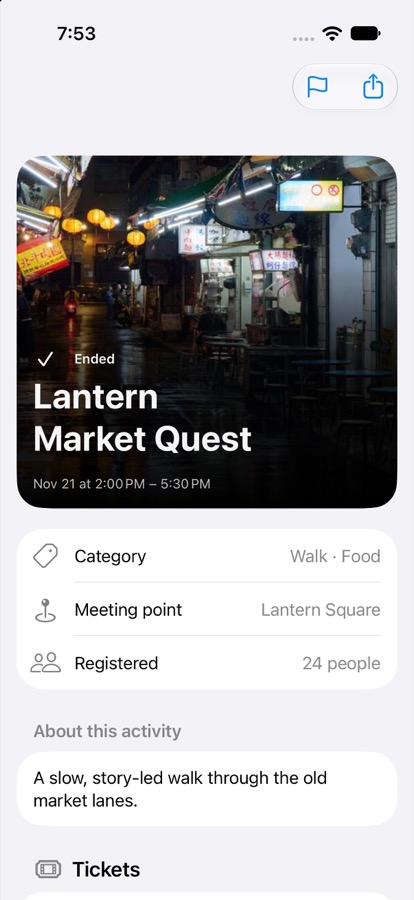 7:53
Ended
Lantern
Market Quest
Nov 21 at 2:00 PM – 5:30 PM
Category
Walk · Food
Meeting point
Lantern Square
Registered
24 people
About this activity
A slow, story-led walk through the old
market lanes.
Tickets